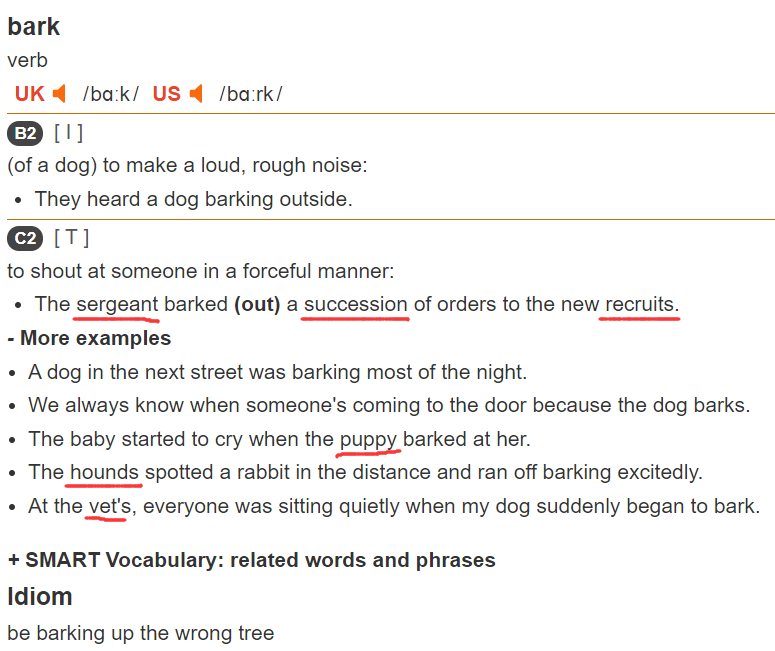 bark
verb
UK /bɑːk/ US /bɑːrk/
B2 [ I ]
(of a dog) to make a loud, rough noise:
• They heard a dog barking outside.
C2 [ T ]
to shout at someone in a forceful manner:
• The sergeant barked (out) a succession of orders to the new recruits.
- More examples
• A dog in the next street was barking most of the night.
• We always know when someone's coming to the door because the dog barks.
• The baby started to cry when the puppy barked at her.
• The hounds spotted a rabbit in the distance and ran off barking excitedly.
• At the vet's, everyone was sitting quietly when my dog suddenly began to bark.
+ SMART Vocabulary: related words and phrases
Idiom
be barking up the wrong tree